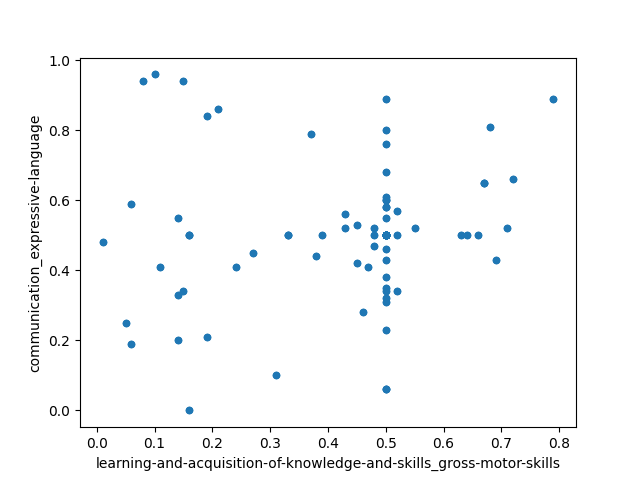 1.0
0.8
0.6
0.4
0.2
0.0
communication_expressive-language
0.0 0.1 0.2 0.3 0.4 0.5 0.6 0.7 0.8
learning-and-acquisition-of-knowledge-and-skills_gross-motor-skills